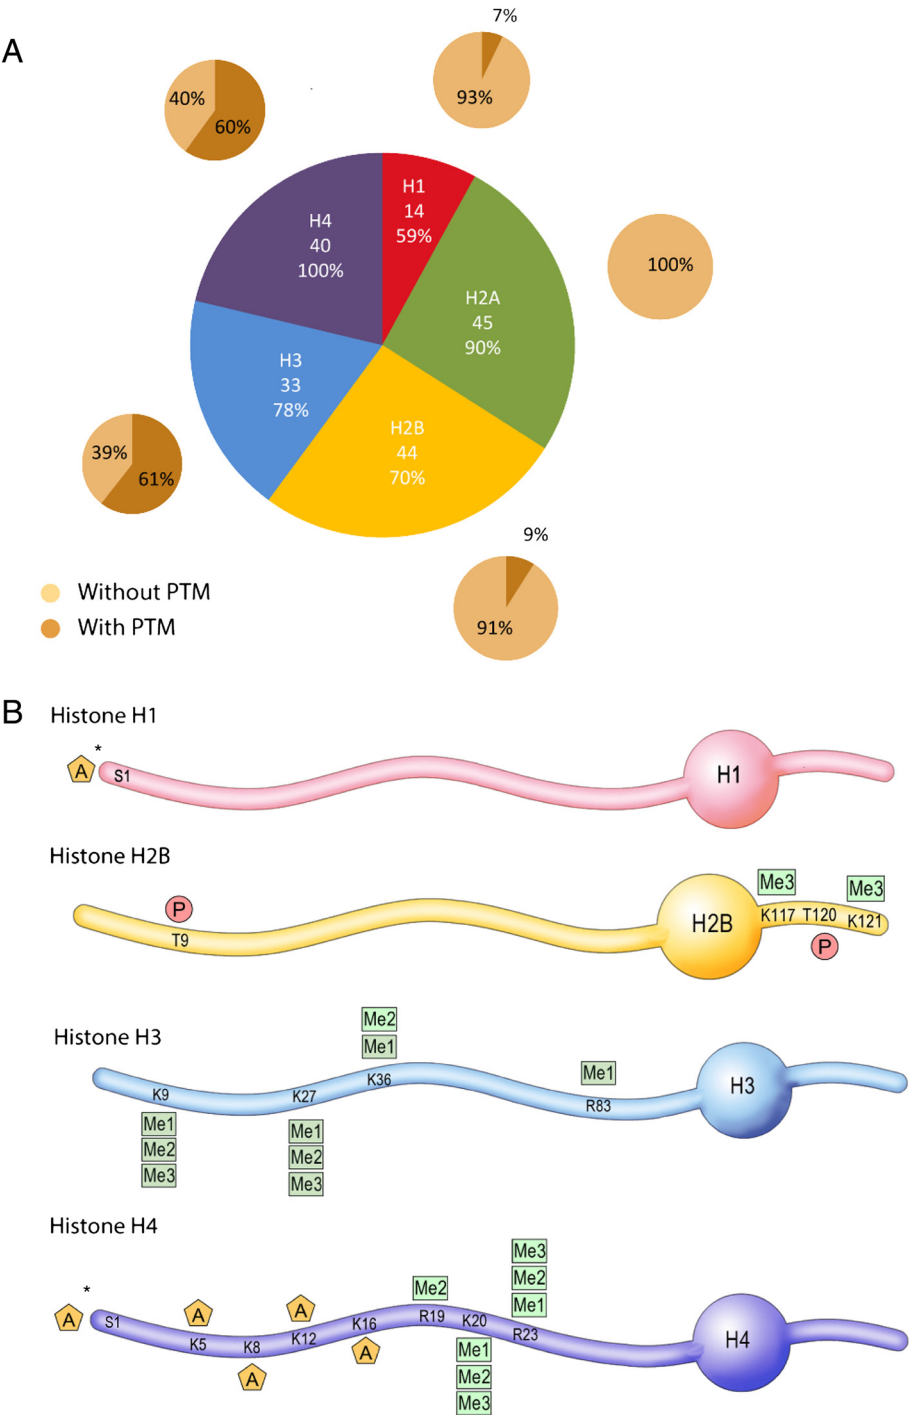 A
7%
93%
40%
60%
H1
14
59%
H4
40
100%
H2A
45
90%
100%
H3
33
78%
H2B
44
70%
39%
61%
9%
91%
Without PTM
With PTM
B
Histone H1
*
A
S1
H1
Histone H2B
P
T9
H2B
Me3
Me3
K117 T120 K121
P
Histone H3
Me2
Me1
Me1
K9
K27
K36
R83
H3
Me1
Me2
Me3
Me1
Me2
Me3
Histone H4
*
A
S1
A
K5
K8
A
A
K12
K16
A
Me2
R19
K20
Me3
Me2
Me1
R23
Me1
Me2
Me3
H4